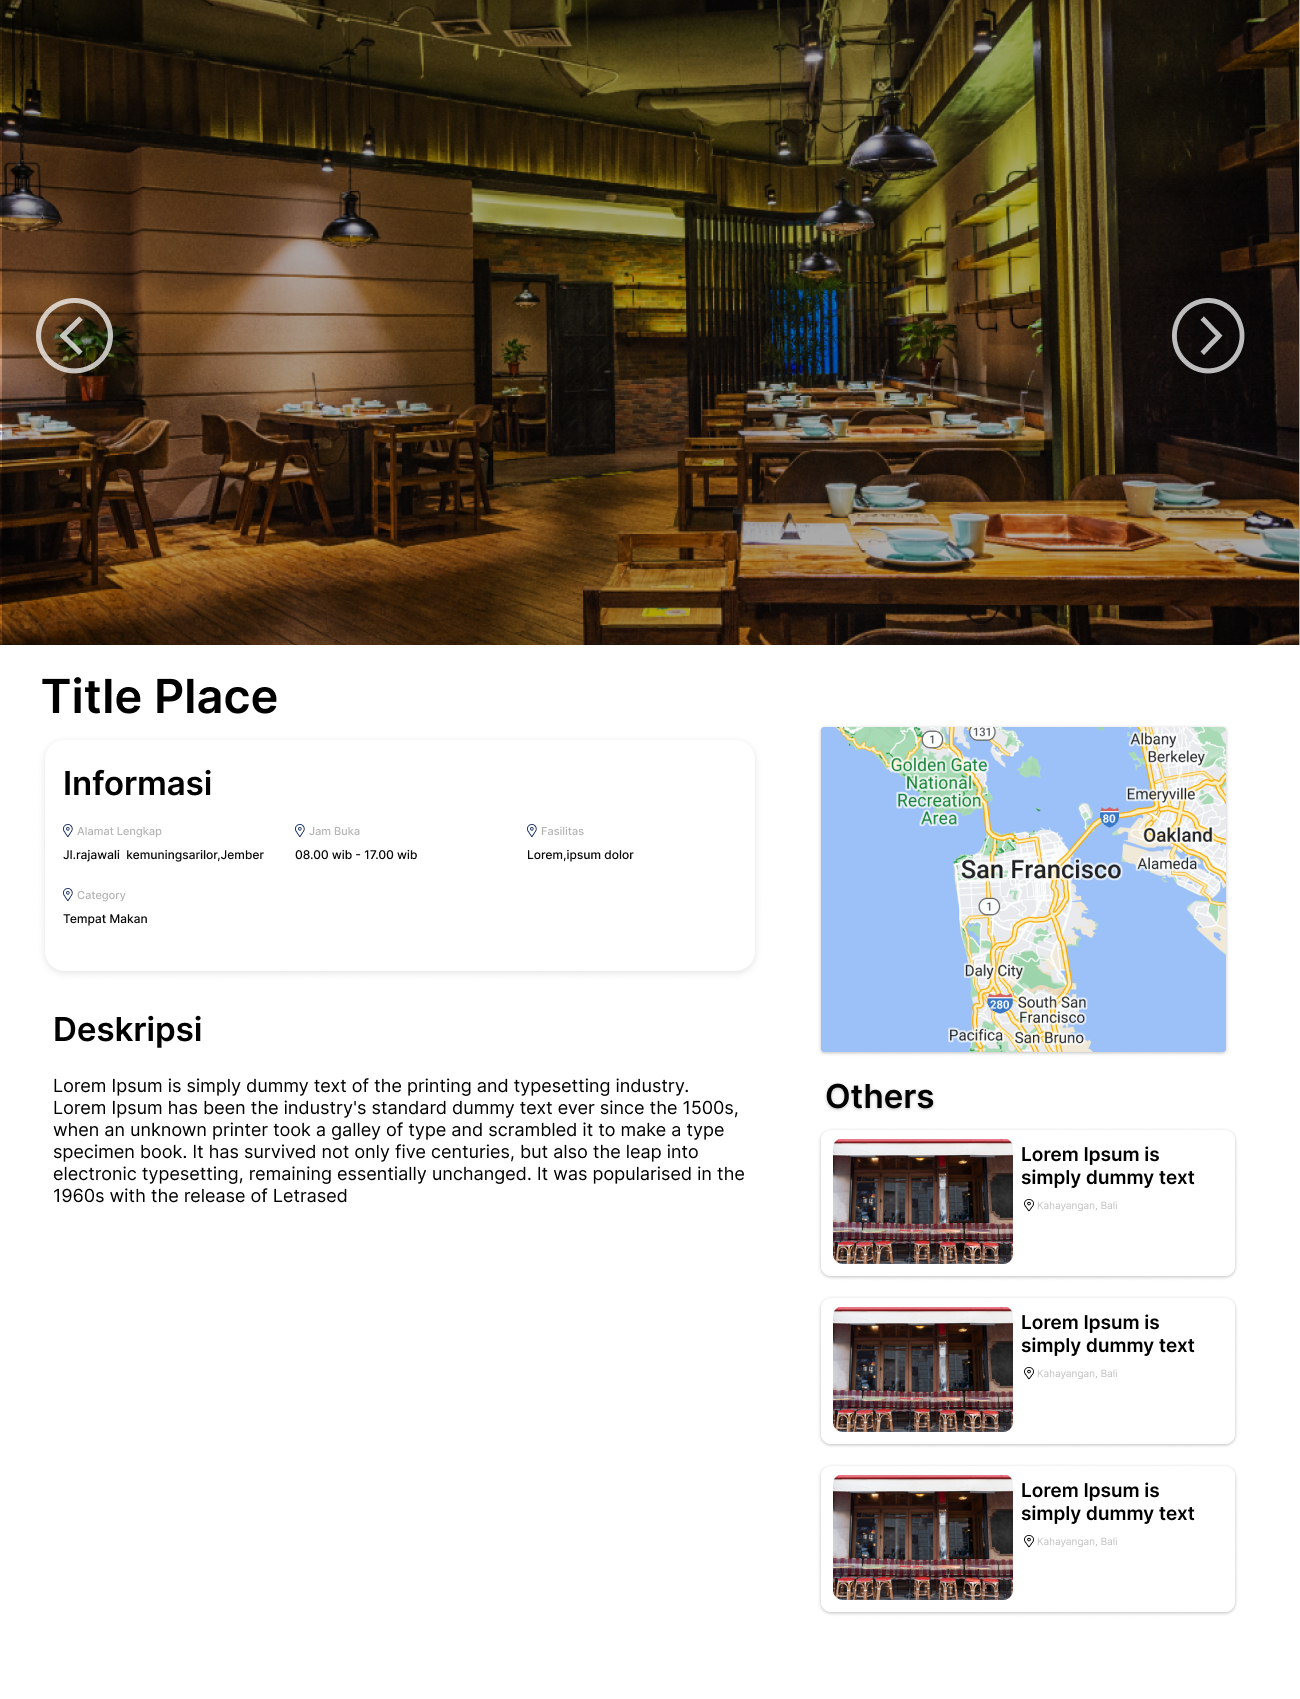 Title Place
Informasi
Alamat Lengkap
Jl.rajawali  kemuningsarilor,Jember
Jam Buka
08.00 wib - 17.00 wib
Fasilitas
Lorem,ipsum dolor
Category
Tempat Makan
Deskripsi
Lorem Ipsum is simply dummy text of the printing and typesetting industry.
Lorem Ipsum has been the industry's standard dummy text ever since the 1500s,
when an unknown printer took a galley of type and scrambled it to make a type
specimen book. It has survived not only five centuries, but also the leap into
electronic typesetting, remaining essentially unchanged. It was popularised in the
1960s with the release of Letrased
1
131
Albany
Berkeley
Golden Gate
National
Recreation
Area
Emeryville
80
Oakland
Alameda
San Francisco
1
Daly City
280
South San
Francisco
Pacifica
San Bruno
Others
Lorem Ipsum is
simply dummy text
Kahayangan, Bali
Lorem Ipsum is
simply dummy text
Kahayangan, Bali
Lorem Ipsum is
simply dummy text
Kahayangan, Bali